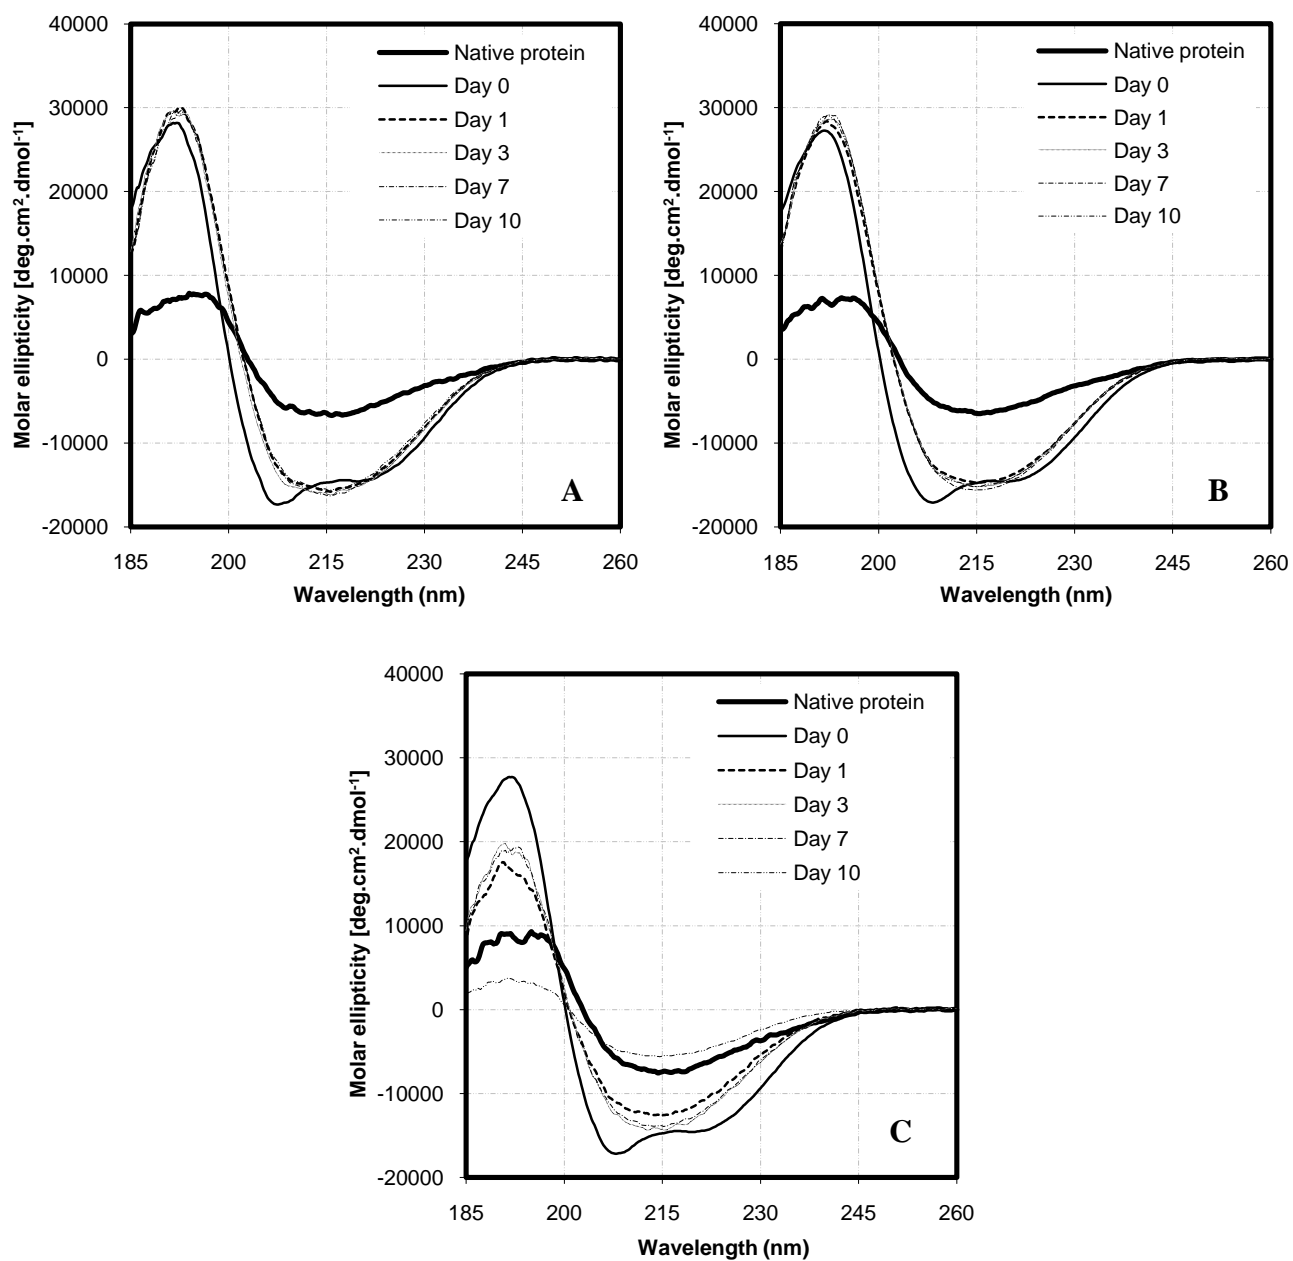 40000
30000
20000
10000
0
-10000
-20000
Molar ellipticity [deg.cm².dmol⁻¹]
Native protein
Day 0
Day 1
Day 3
Day 7
Day 10
A
185 200 215 230 245 260
Wavelength (nm)
40000
30000
20000
10000
0
-10000
-20000
Molar ellipticity [deg.cm².dmol⁻¹]
Native protein
Day 0
Day 1
Day 3
Day 7
Day 10
B
185 200 215 230 245 260
Wavelength (nm)
40000
30000
20000
10000
0
-10000
-20000
Molar ellipticity [deg.cm².dmol⁻¹]
Native protein
Day 0
Day 1
Day 3
Day 7
Day 10
C
185 200 215 230 245 260
Wavelength (nm)